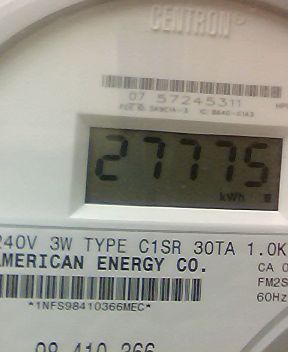 CENTRON
07 57245311
27775
kWh
240V 3W TYPE C1SR 30TA 1.0K
AMERICAN ENERGY CO.
CA 0
FM2S
60Hz
*1NFS98410366MEC*
98 410 366